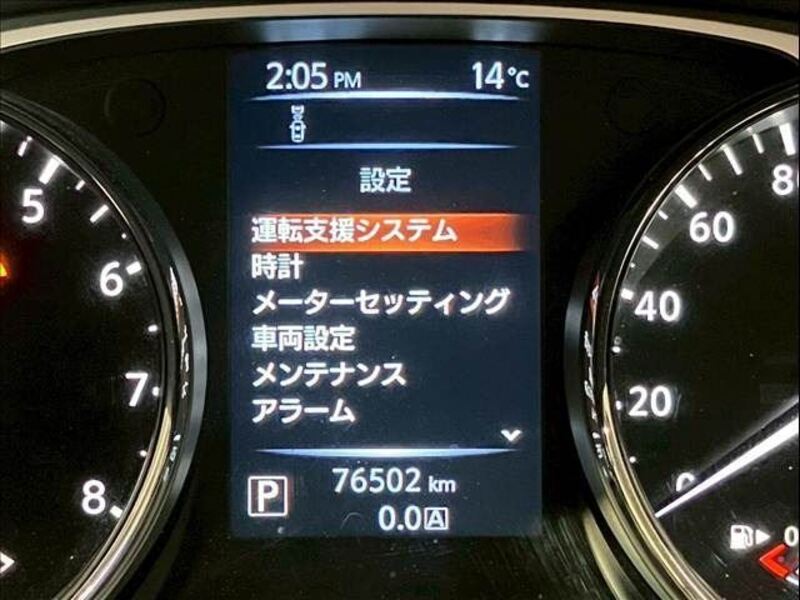 2:05 PM 14℃
設定
運転支援システム
時計
メーターセッティング
車両設定
メンテナンス
アラーム
P 76502 km
0.0 A
5
6
7
8
80
60
40
20
0
0